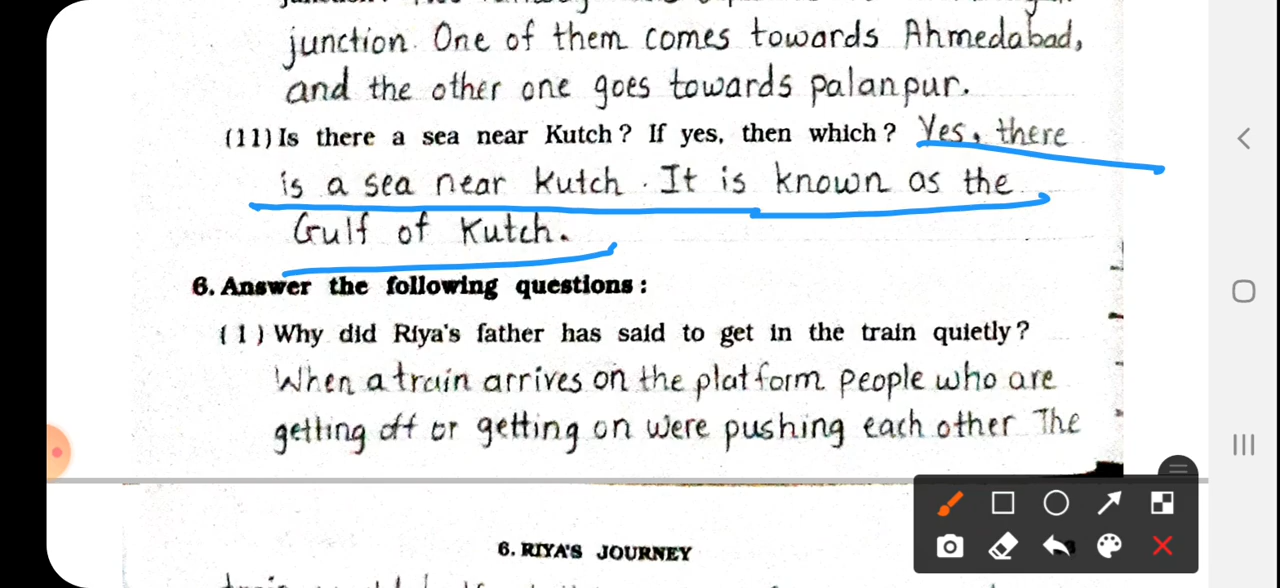 junction. One of them comes towards Ahmedabad,
and the other one goes towards palanpur.
(11) Is there a sea near Kutch? If yes, then which? Yes, there
is a sea near Kutch. It is known as the
Gulf of Kutch.
6. Answer the following questions:
(1) Why did Riya's father has said to get in the train quietly?
When a train arrives on the platform people who are
getting off or getting on were pushing each other The
6. RIYA'S JOURNEY